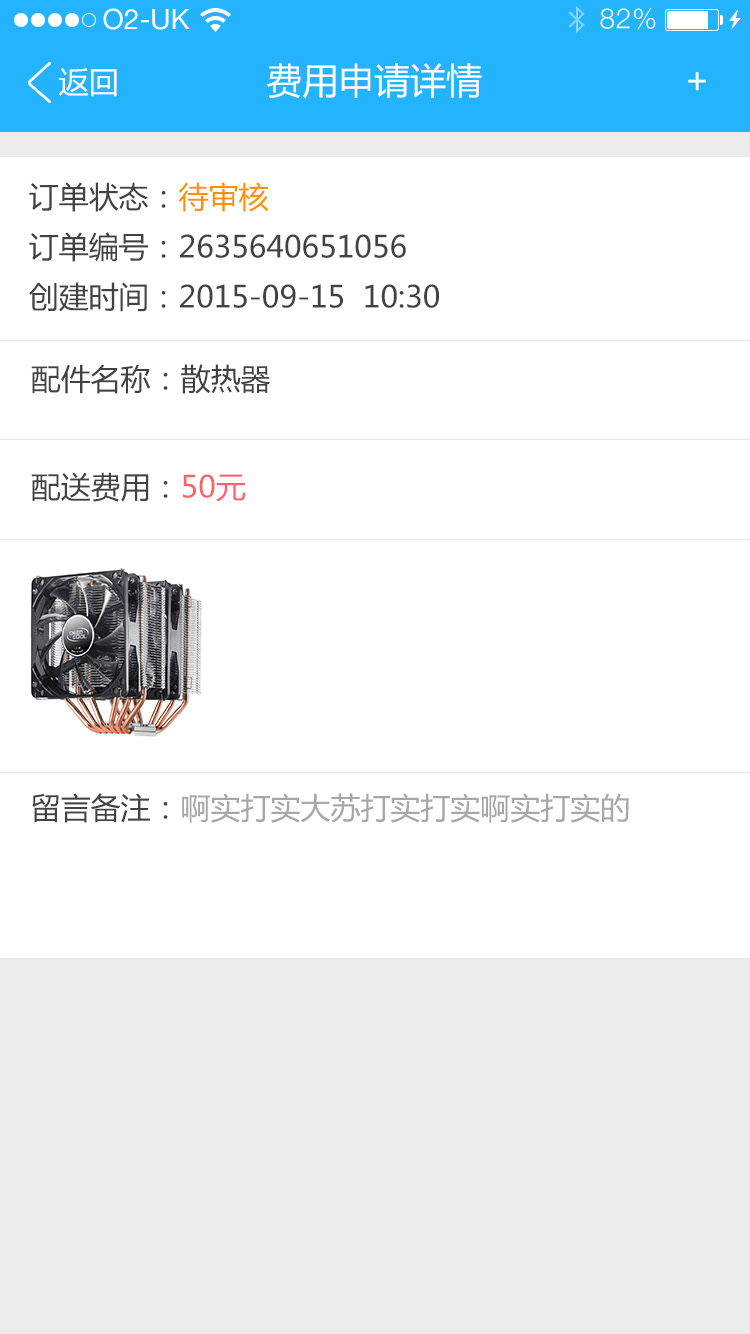 O2-UK 82%
返回 费用申请详情 +
订单状态：待审核
订单编号：2635640651056
创建时间：2015-09-15 10:30
配件名称：散热器
配送费用：50元
DEEP
COOL
留言备注：啊实打实大苏打实打实啊实打实的